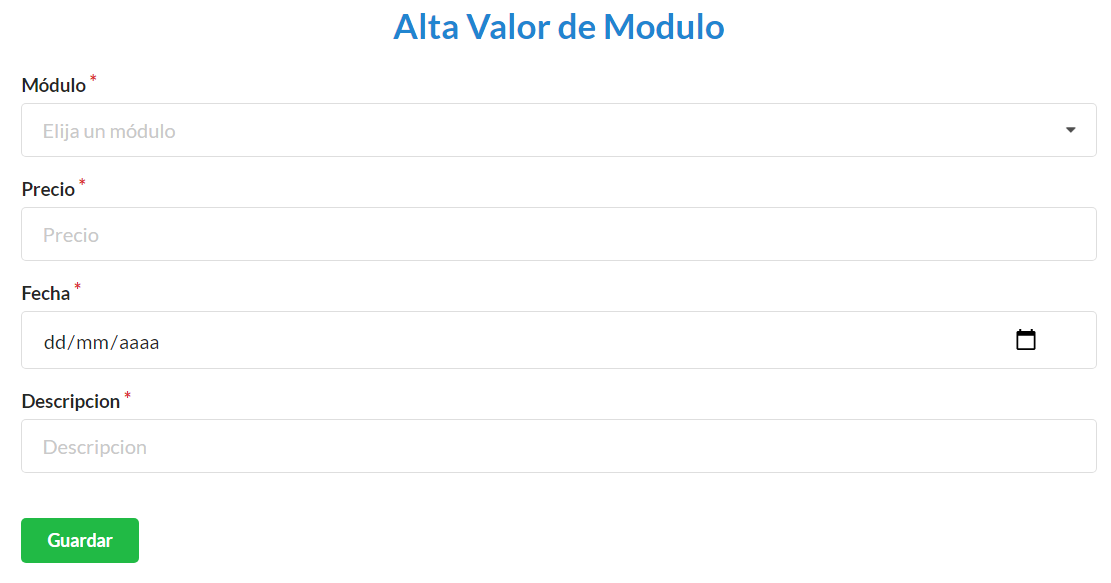 Alta Valor de Modulo
Módulo *
Elija un módulo
Precio *
Precio
Fecha *
dd/mm/aaaa
Descripcion *
Descripcion
Guardar